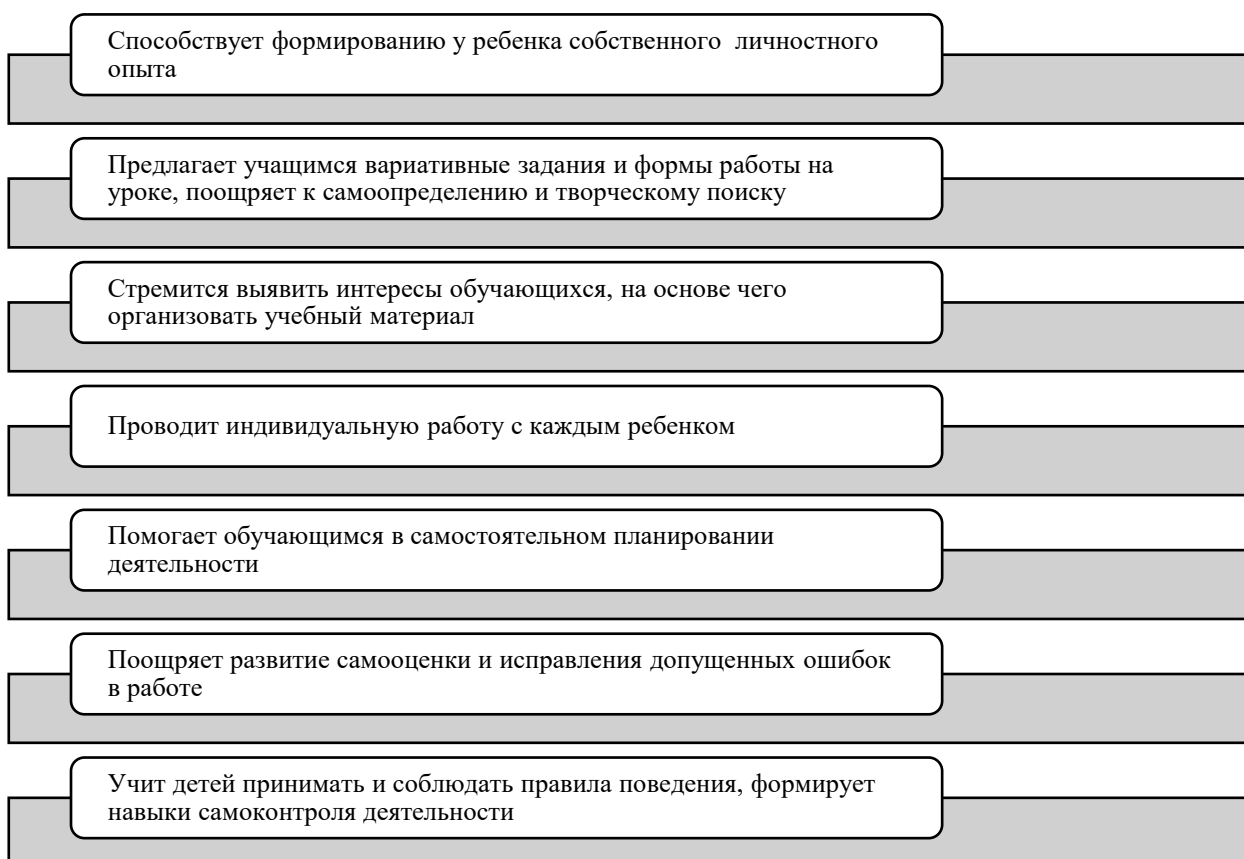 Способствует формированию у ребенка собственного личностного
опыта
Предлагает учащимся вариативные задания и формы работы на
уроке, поощряет к самоопределению и творческому поиску
Стремится выявить интересы обучающихся, на основе чего
организовать учебный материал
Проводит индивидуальную работу с каждым ребенком
Помогает обучающимся в самостоятельном планировании
деятельности
Поощряет развитие самооценки и исправления допущенных ошибок
в работе
Учит детей принимать и соблюдать правила поведения, формирует
навыки самоконтроля деятельности